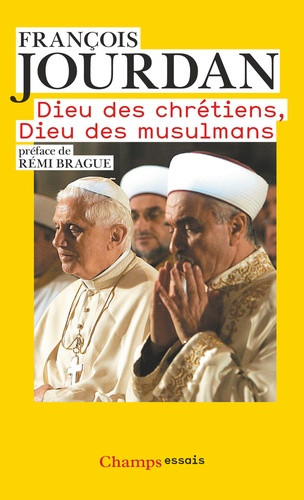 FRANÇOIS
JOURDAN
Dieu des chrétiens,
Dieu des musulmans
préface de
RÉMI BRAGUE
Champs essais